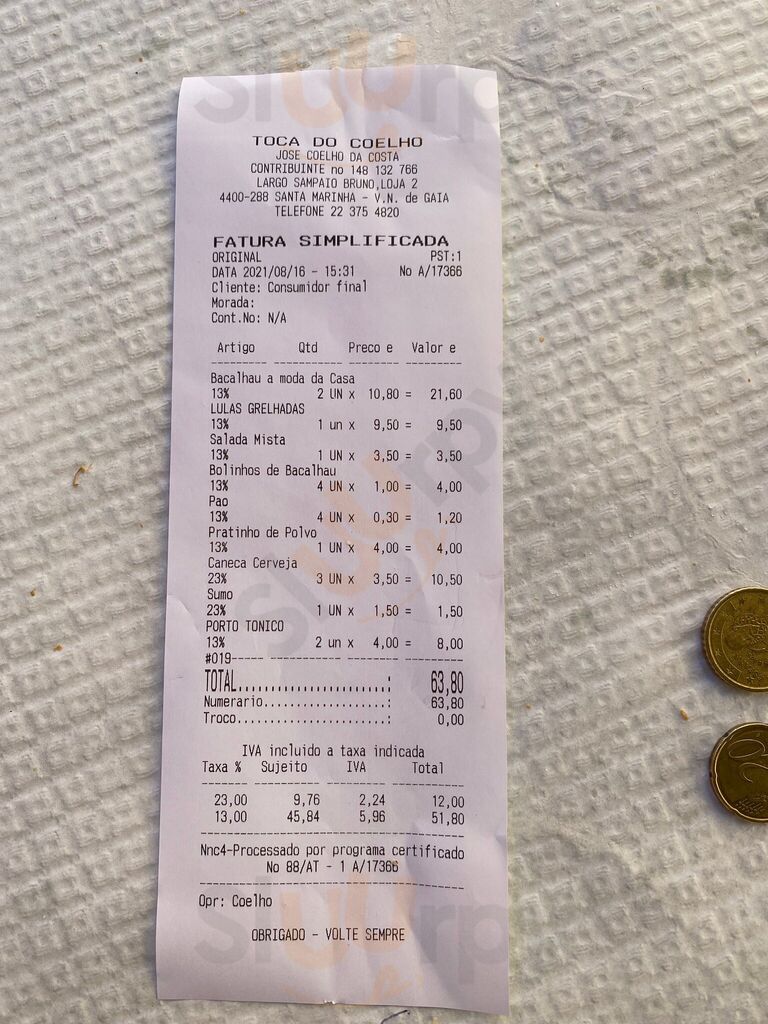 TOCA DO COELHO
JOSE COELHO DA COSTA
CONTRIBUINTE no 148 132 766
LARGO SAMPAIO BRUNO,LOJA 2
4400-288 SANTA MARINHA - V.N. de GAIA
TELEFONE 22 375 4820
FATURA SIMPLIFICADA
ORIGINAL PST:1
DATA 2021/08/16 - 15:31 No A/17366
Cliente: Consumidor final
Morada:
Cont.No: N/A
Artigo Qtd Preco e Valor e
Bacalhau a moda da Casa
13% 2 UN x 10,80 = 21,60
LULAS GRELHADAS
13% 1 un x 9,50 = 9,50
Salada Mista
13% 1 UN x 3,50 = 3,50
Bolinhos de Bacalhau
13% 4 UN x 1,00 = 4,00
Pao
13% 4 UN x 0,30 = 1,20
Pratinho de Polvo
13% 1 UN x 4,00 = 4,00
Caneca Cerveja
23% 3 UN x 3,50 = 10,50
Sumo
23% 1 UN x 1,50 = 1,50
PORTO TONICO
13% 2 un x 4,00 = 8,00
#019
TOTAL.....................: 63,80
Numerario.................: 63,80
Troco.....................: 0,00
IVA incluido a taxa indicada
Taxa % Sujeito IVA Total
23,00 9,76 2,24 12,00
13,00 45,84 5,96 51,80
Nnc4-Processado por programa certificado
No 88/AT - 1 A/17366
Opr: Coelho
OBRIGADO - VOLTE SEMPRE
20
sluurpy
sluurpy
sluurpy